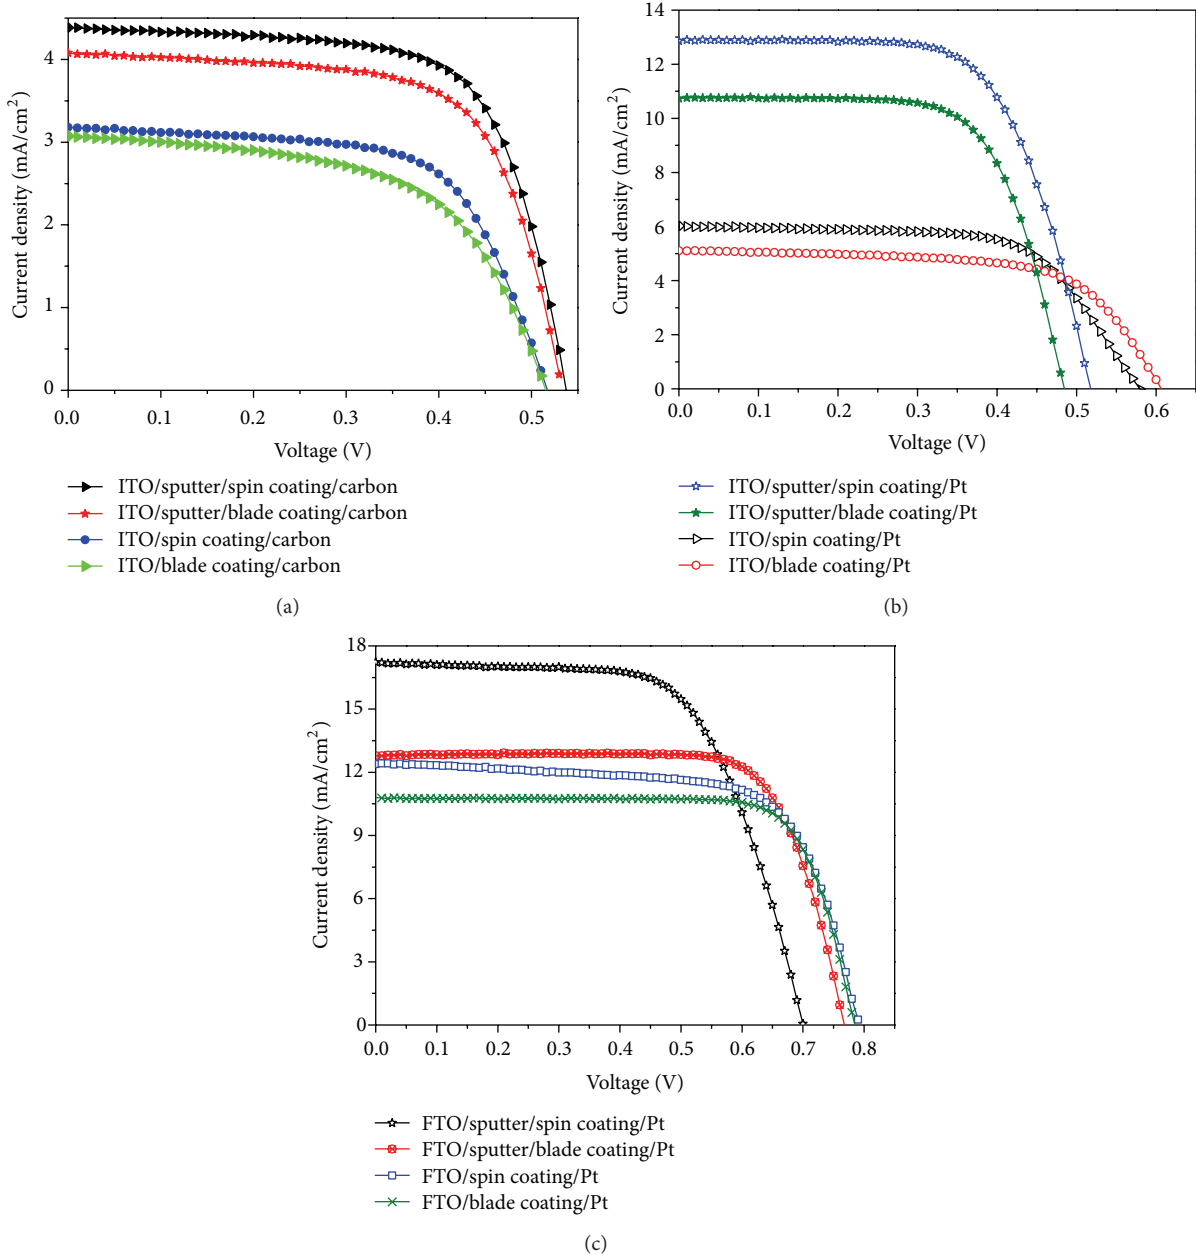 4
3
2
1
0
0.0
0.1
0.2
0.3
0.4
0.5
Current density (mA/cm²)
Voltage (V)
ITO/sputter/spin coating/carbon
ITO/sputter/blade coating/carbon
ITO/spin coating/carbon
ITO/blade coating/carbon
(a)
14
12
10
8
6
4
2
0
0.0
0.1
0.2
0.3
0.4
0.5
0.6
Current density (mA/cm²)
Voltage (V)
ITO/sputter/spin coating/Pt
ITO/sputter/blade coating/Pt
ITO/spin coating/Pt
ITO/blade coating/Pt
(b)
18
15
12
9
6
3
0
0.0
0.1
0.2
0.3
0.4
0.5
0.6
0.7
0.8
Current density (mA/cm²)
Voltage (V)
FTO/sputter/spin coating/Pt
FTO/sputter/blade coating/Pt
FTO/spin coating/Pt
FTO/blade coating/Pt
(c)